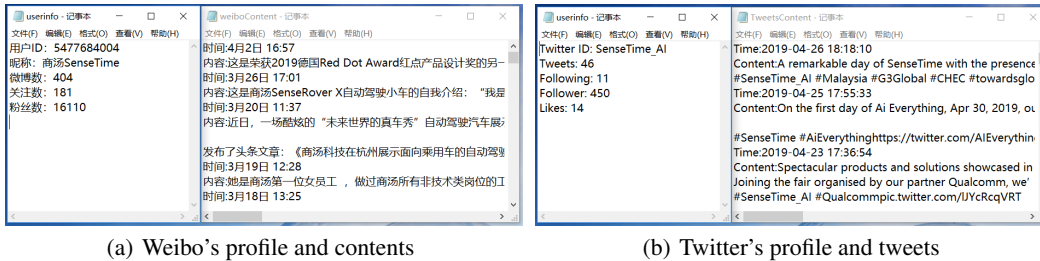 userinfo - 记事本
文件(F) 编辑(E) 格式(O) 查看(V) 帮助(H)
用户ID: 5477684004
昵称: 商汤SenseTime
微博数: 404
关注数: 181
粉丝数: 16110
weiboContent - 记事本
文件(F) 编辑(E) 格式(O) 查看(V) 帮助(H)
时间:4月2日 16:57
内容:这是荣获2019德国Red Dot Award红点产品设计奖的另一
时间:3月26日 17:01
内容:这是商汤SenseRover X自动驾驶小车的自我介绍: “我是
时间:3月20日 11:37
内容:近日，一场酷炫的“未来世界的真车秀”自动驾驶汽车展
发布了头条文章: 《商汤科技在杭州展示面向乘用车的自动驾
时间:3月19日 12:28
内容:她是商汤第一位女员工 ，做过商汤所有非技术类岗位的工
时间:3月18日 13:25
(a) Weibo's profile and contents
userinfo - 记事本
文件(F) 编辑(E) 格式(O) 查看(V) 帮助(H)
Twitter ID: SenseTime_AI
Tweets: 46
Following: 11
Follower: 450
Likes: 14
TweetsContent - 记事本
文件(F) 编辑(E) 格式(O) 查看(V) 帮助(H)
Time:2019-04-26 18:18:10
Content:A remarkable day of SenseTime with the presence
#SenseTime_AI #Malaysia #G3Global #CHEC #towardsglo
Time:2019-04-25 17:55:33
Content:On the first day of Ai Everything, Apr 30, 2019, ou
#SenseTime #AiEverythinghttps://twitter.com/AIEverythin
Time:2019-04-23 17:36:54
Content:Spectacular products and solutions showcased in
Joining the fair organised by our partner Qualcomm, we'
#SenseTime_AI #Qualcommpic.twitter.com/lJYcRcqVRT
(b) Twitter's profile and tweets